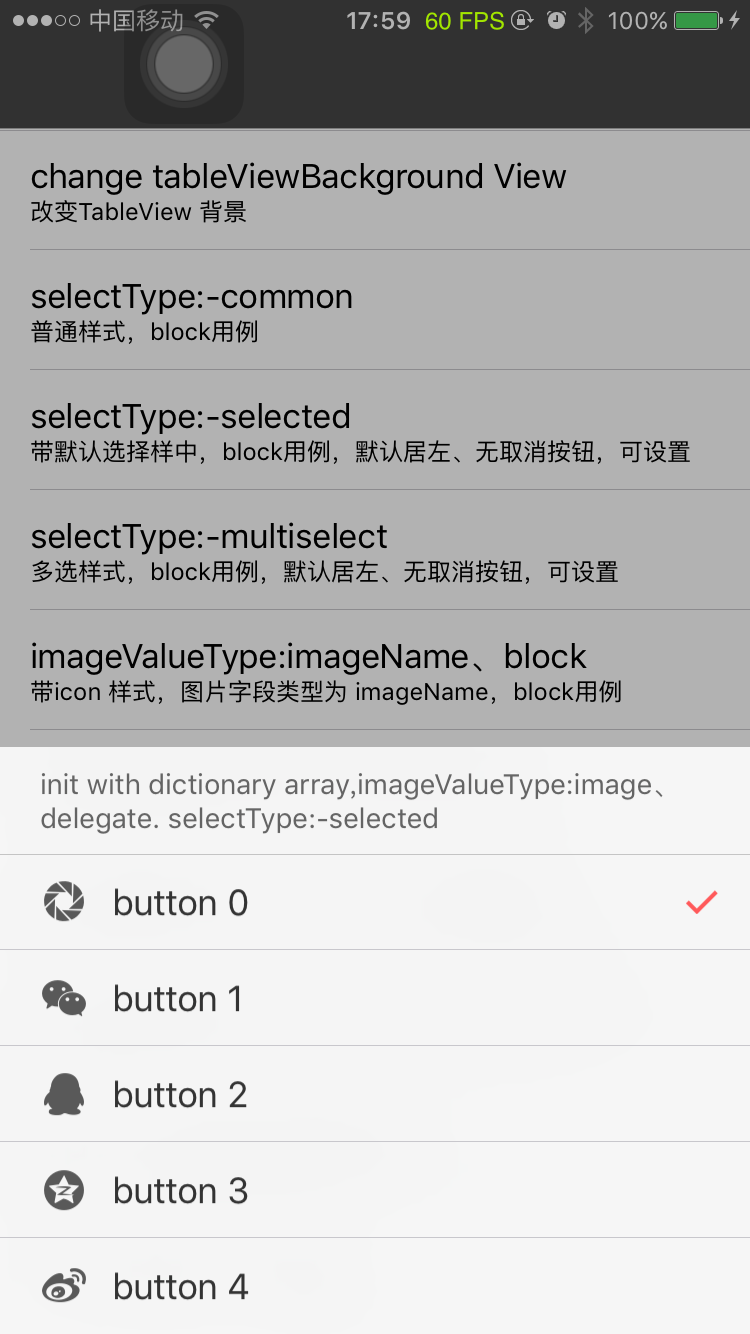 中国移动 17:59 60 FPS 100%
change tableViewBackground View
改变TableView 背景
selectType:-common
普通样式，block用例
selectType:-selected
带默认选择样中，block用例，默认居左、无取消按钮，可设置
selectType:-multiselect
多选样式，block用例，默认居左、无取消按钮，可设置
imageValueType:imageName、block
带icon 样式，图片字段类型为 imageName，block用例
init with dictionary array,imageValueType:image、
delegate. selectType:-selected
button 0
button 1
button 2
button 3
button 4